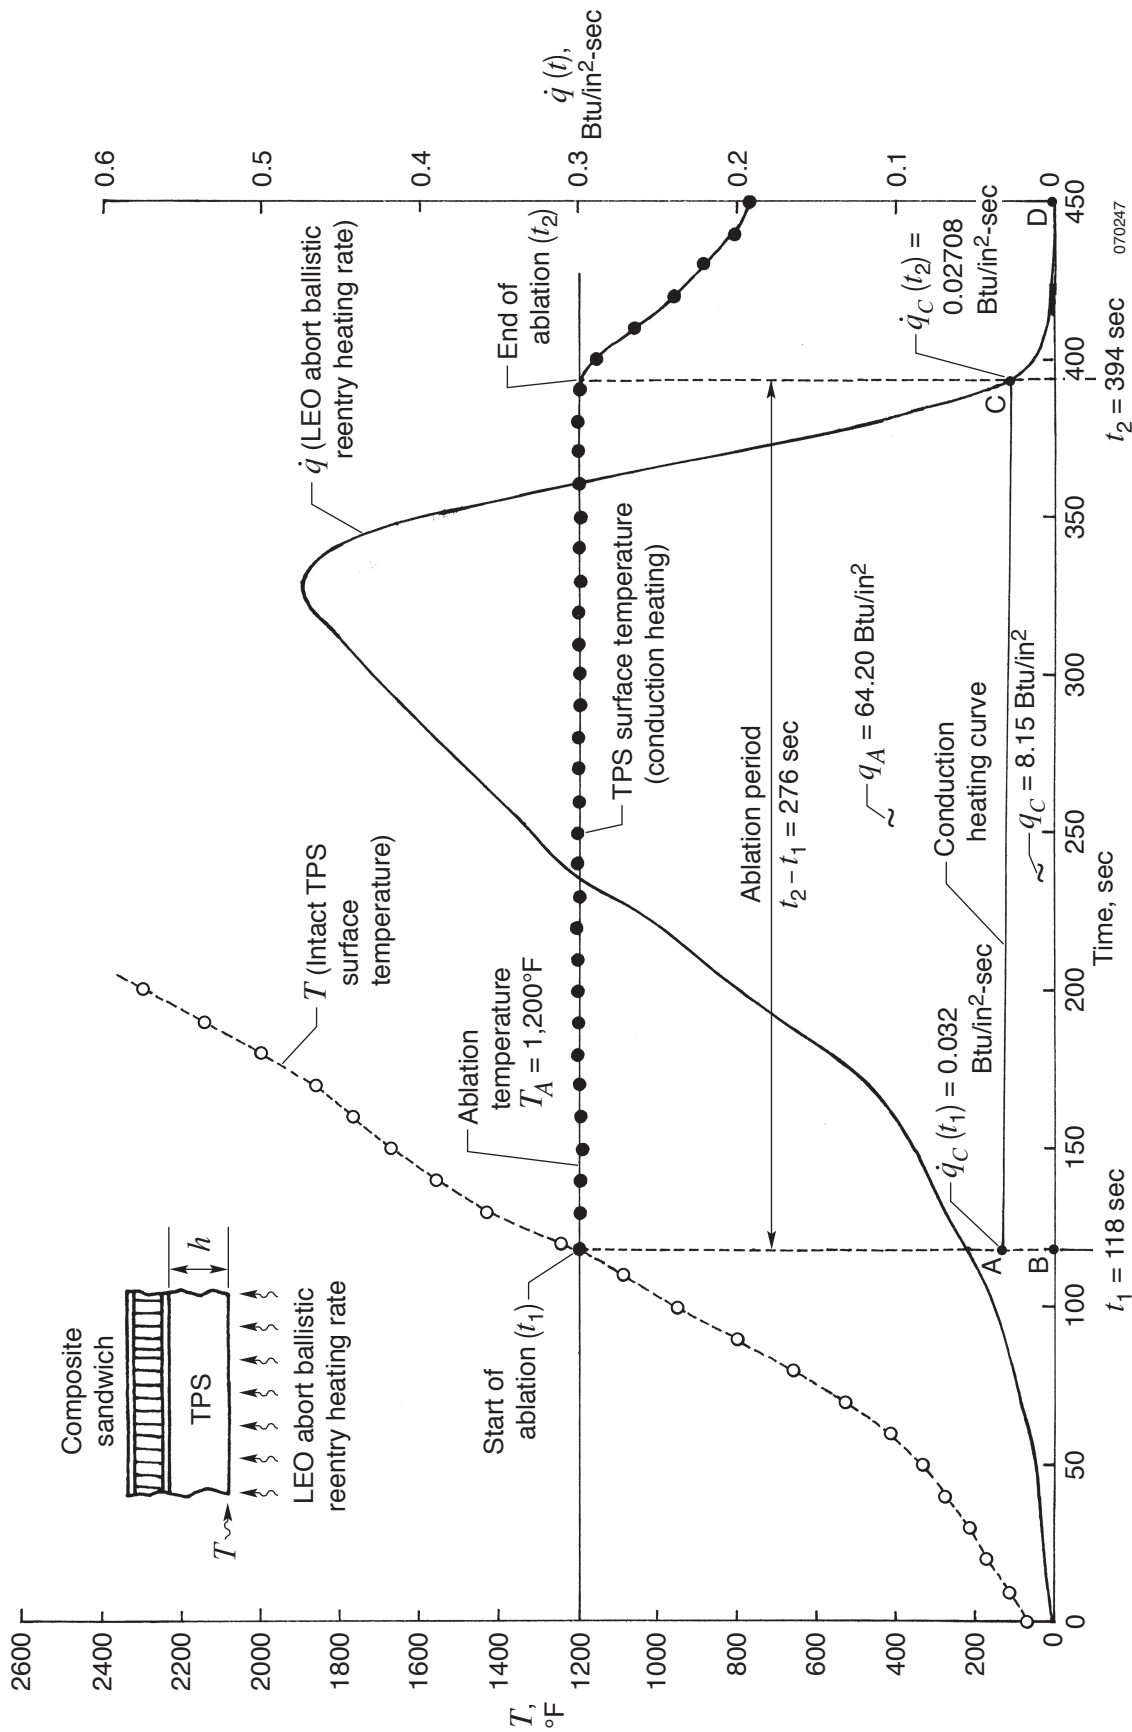 Composite
sandwich
TPS
h
T
LEO abort ballistic
reentry heating rate
T (Intact TPS
surface
temperature)
q̇ (LEO abort ballistic
reentry heating rate)
Start of
ablation (t₁)
Ablation
temperature
T_A = 1,200°F
TPS surface temperature
(conduction heating)
End of
ablation (t₂)
Ablation period
t₂ – t₁ = 276 sec
~ q_A = 64.20 Btu/in²
q̇_C (t₁) = 0.032
Btu/in²-sec
Conduction
heating curve
~ q_C = 8.15 Btu/in²
q̇_C (t₂) =
0.02708
Btu/in²-sec
A
B
C
D
2600
2400
2200
2000
1800
1600
1400
1200
1000
800
600
400
200
0
T,
°F
0.6
0.5
0.4
0.3
0.2
0.1
0
q̇ (t),
Btu/in²-sec
0
50
100
150
200
250
300
350
400
450
Time, sec
t₁ = 118 sec
t₂ = 394 sec
070247